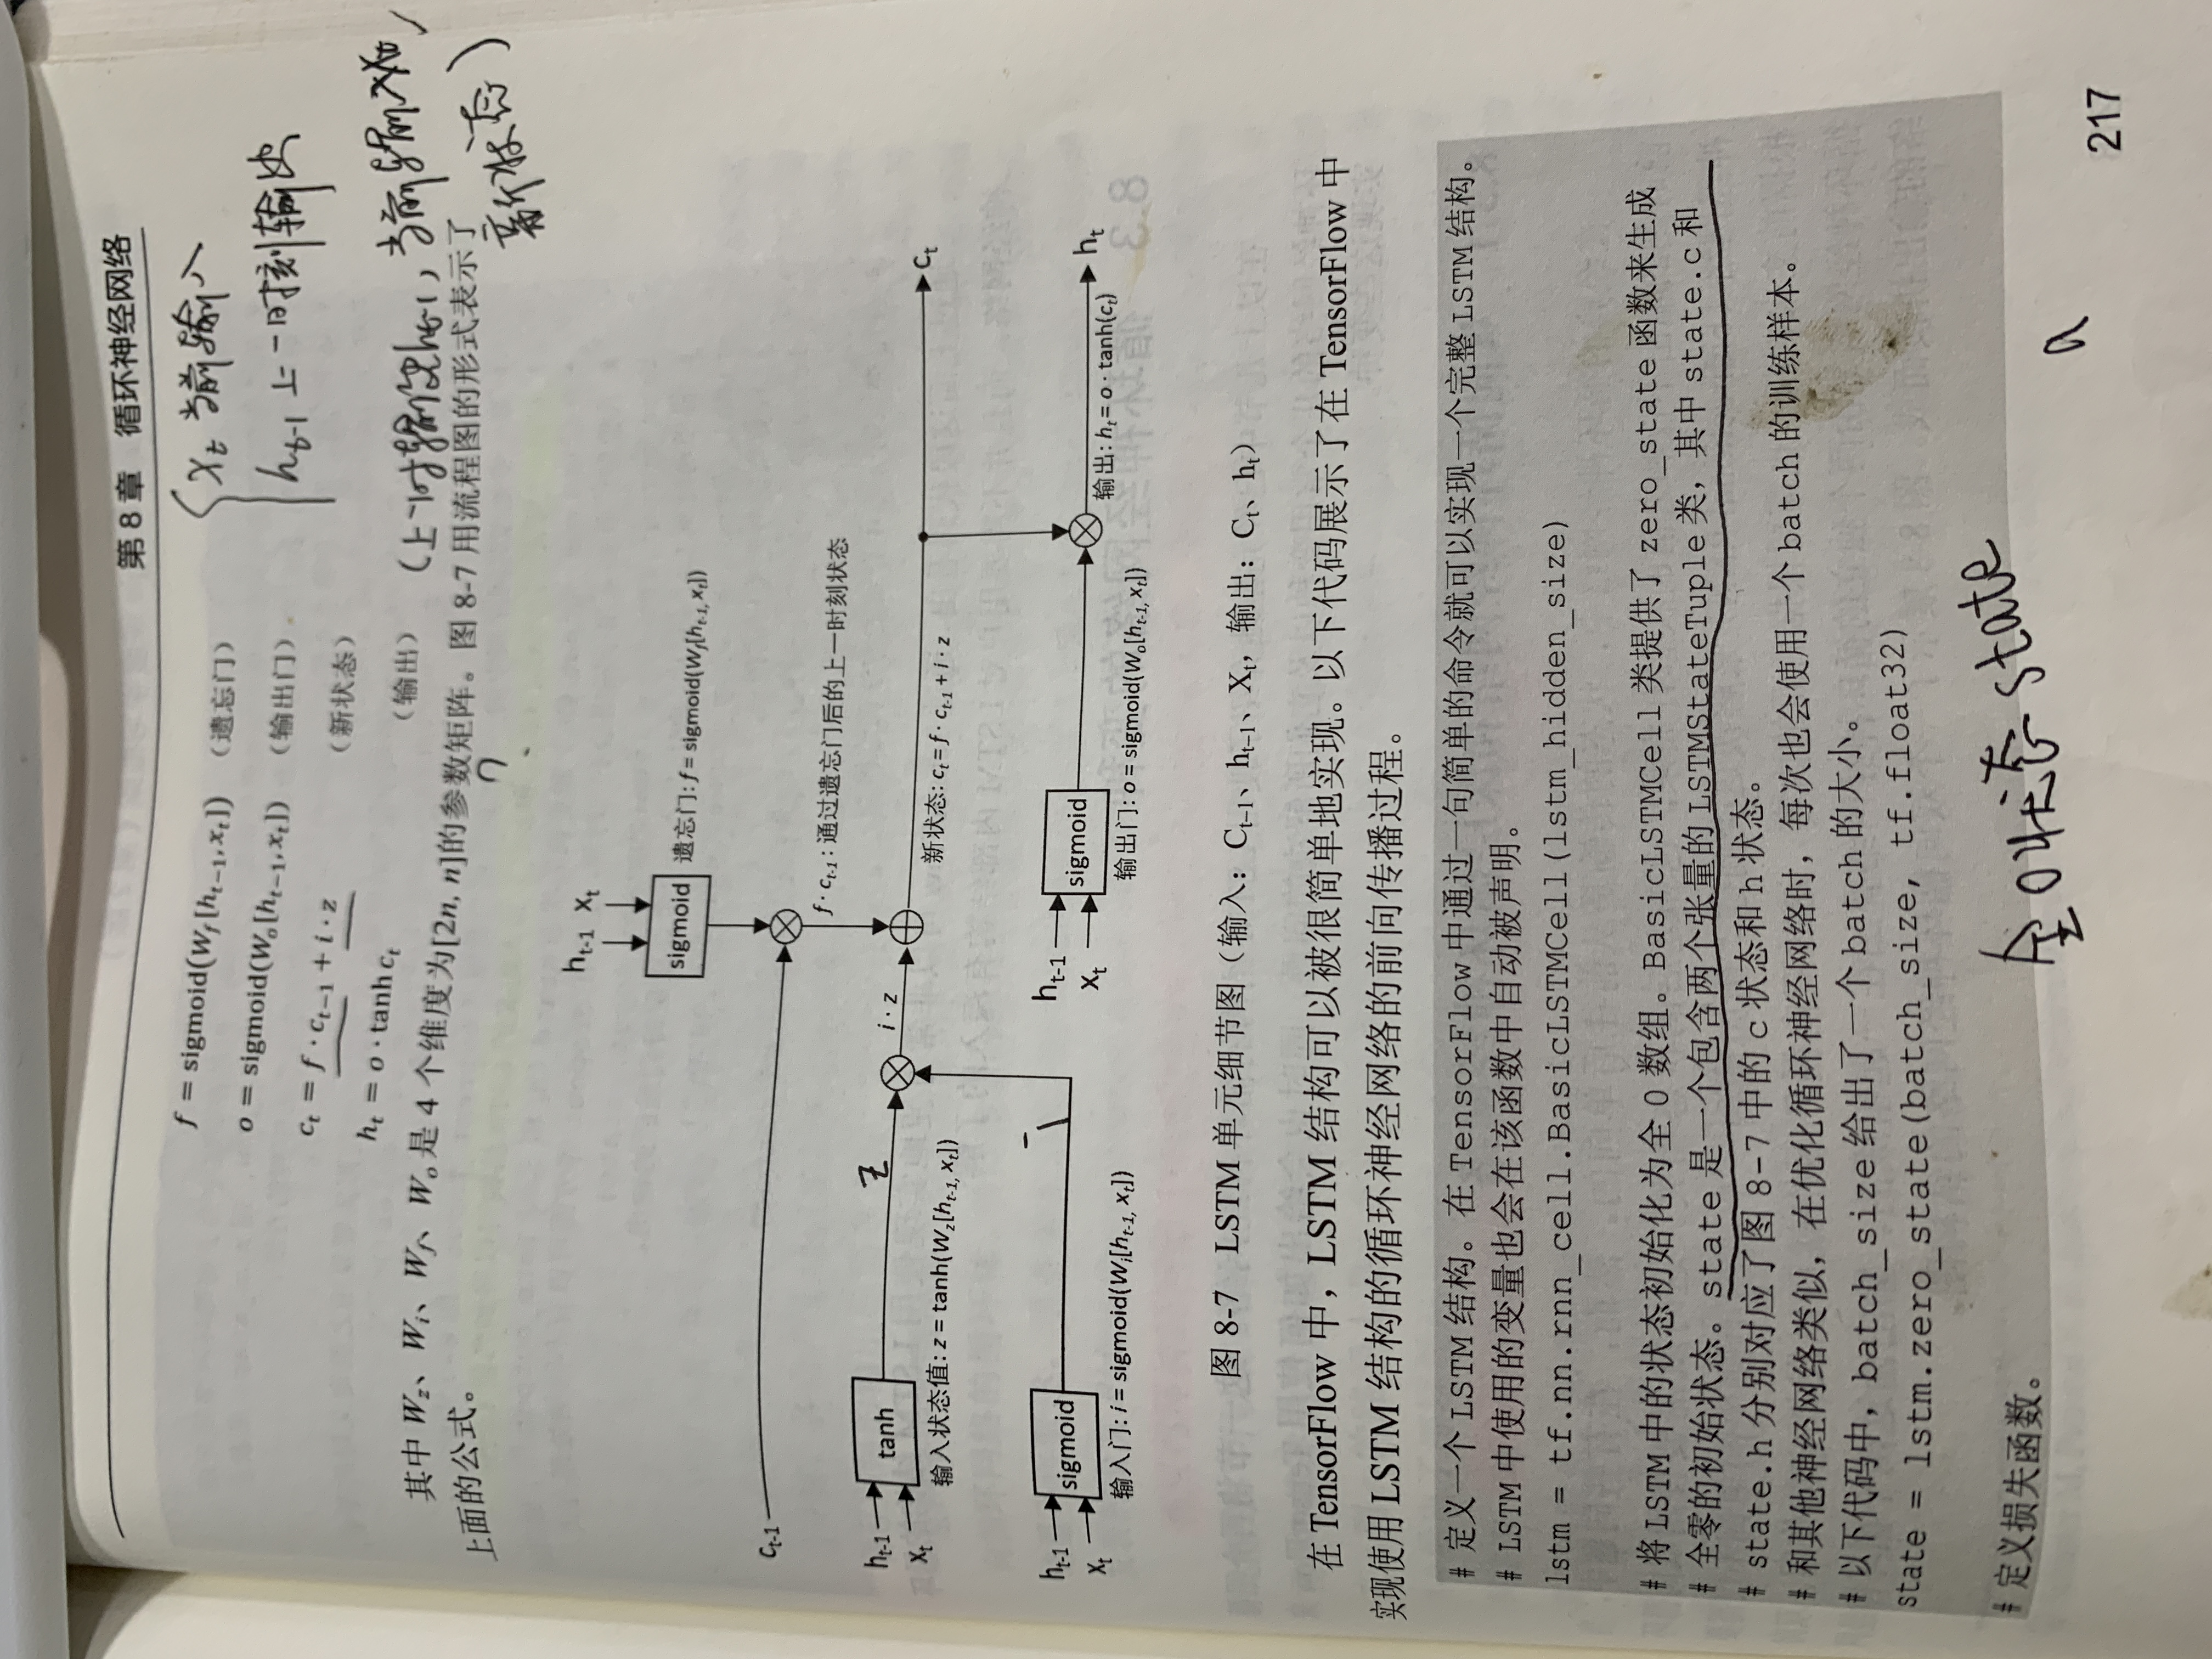 第 8 章 循环神经网络
f = sigmoid(W_f[h_{t-1}, x_t]) （遗忘门）
o = sigmoid(W_o[h_{t-1}, x_t]) （输出门）
c_t = f · c_{t-1} + i · z （新状态）
h_t = o · tanh c_t （输出）
x_t 当前输入
h_{t-1} 上一时刻输出
(上一时输出h_{t-1}, 当前输入x_t,
新状态)
其中 W_z、W_i、W_f、W_o 是 4 个维度为[2n, n]的参数矩阵。图 8-7 用流程图的形式表示了
上面的公式。
?
h_{t-1} x_t
sigmoid 遗忘门: f = sigmoid(W_f[h_{t-1}, x_t])
c_{t-1}
f · c_{t-1} : 通过遗忘门后的上一时刻状态
h_{t-1} tanh z i · z
x_t
c_t
输入状态值: z = tanh(W_z[h_{t-1}, x_t])
新状态: c_t = f · c_{t-1} + i · z
h_{t-1} sigmoid i
x_t
输入门: i = sigmoid(W_i[h_{t-1}, x_t])
h_{t-1} sigmoid
x_t
h_t
输出门: o = sigmoid(W_o[h_{t-1}, x_t])
输出: h_t = o · tanh(c_t)
图 8-7 LSTM 单元细节图（输入：C_{t-1}、h_{t-1}、X_t，输出：C_t、h_t）
在 TensorFlow 中，LSTM 结构可以被很简单地实现。以下代码展示了在 TensorFlow 中
实现使用 LSTM 结构的循环神经网络的前向传播过程。
# 定义一个 LSTM 结构。在 TensorFlow 中通过一句简单的命令就可以实现一个完整 LSTM 结构。
# LSTM 中使用的变量也会在该函数中自动被声明。
lstm = tf.nn.rnn_cell.BasicLSTMCell(lstm_hidden_size)
# 将 LSTM 中的状态初始化为全 0 数组。BasicLSTMCell 类提供了 zero_state 函数来生成
# 全零的初始状态。state 是一个包含两个张量的 LSTMStateTuple 类，其中 state.c 和
# state.h 分别对应了图 8-7 中的 c 状态和 h 状态。
# 和其他神经网络类似，在优化循环神经网络时，每次也会使用一个 batch 的训练样本。
# 以下代码中，batch_size 给出了一个 batch 的大小。
state = lstm.zero_state(batch_size, tf.float32)
# 定义损失函数。
全0状态 state
a
217